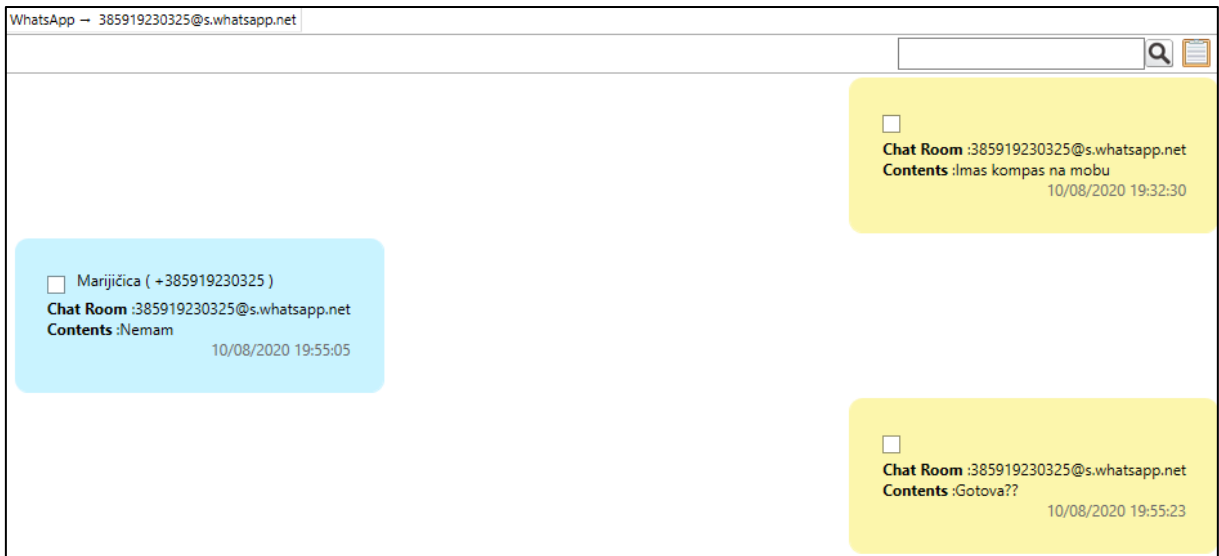 WhatsApp → 385919230325@s.whatsapp.net
Chat Room :385919230325@s.whatsapp.net
Contents :Imas kompas na mobu
10/08/2020 19:32:30
Marijičica ( +385919230325 )
Chat Room :385919230325@s.whatsapp.net
Contents :Nemam
10/08/2020 19:55:05
Chat Room :385919230325@s.whatsapp.net
Contents :Gotova??
10/08/2020 19:55:23